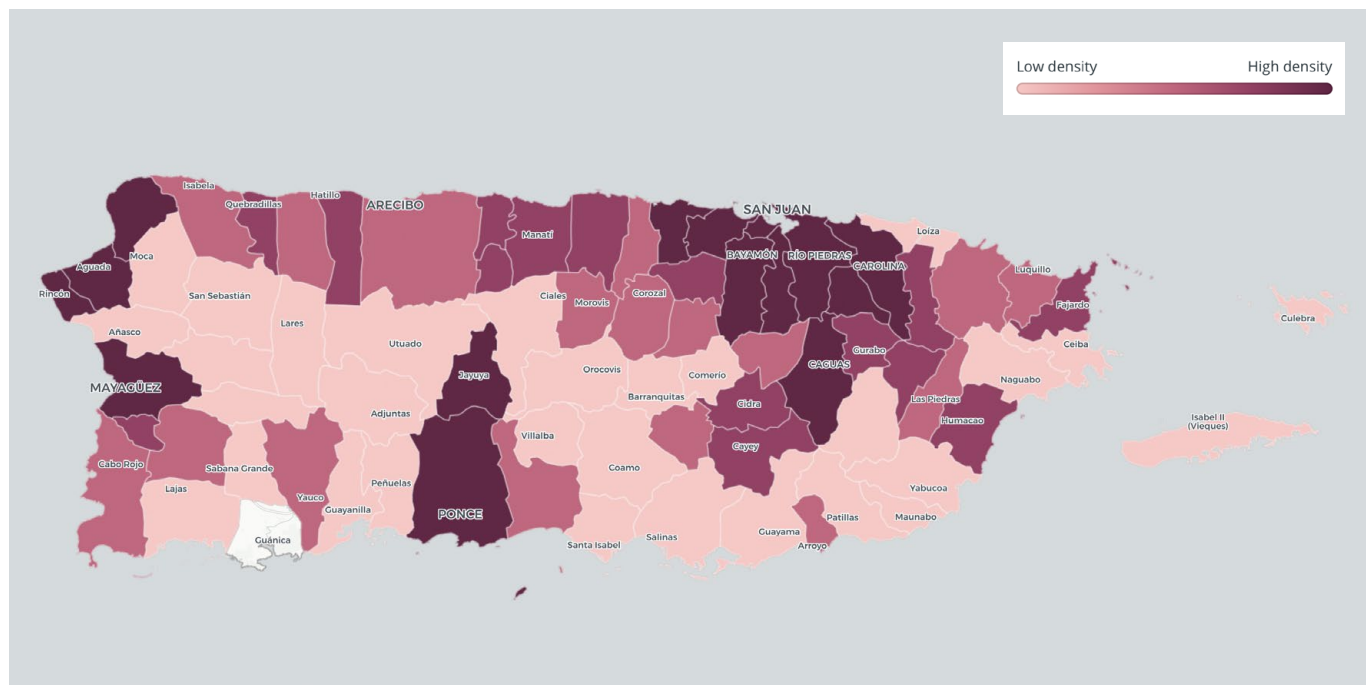 Low density
High density
Isabela
Hatillo
Quebradillas
ARECIBO
SAN JUAN
Manatí
Loíza
Moca
BAYAMÓN
RÍO PIEDRAS
CAROLINA
Aguada
Luquillo
Rincón
San Sebastián
Ciales
Morovis
Corozal
Fajardo
Culebra
Añasco
Lares
Utuado
Ceiba
Gurabo
CAGUAS
Orocovis
Jayuya
Comerío
Naguabo
MAYAGÜEZ
Barranquitas
Cidra
Las Piedras
Adjuntas
Humacao
Isabel II
(Vieques)
Villalba
Cayey
Cabo Rojo
Sabana Grande
Coamo
Peñuelas
Lajas
Yabucoa
Yauco
Guayanilla
PONCE
Patillas
Maunabo
Guayama
Salinas
Guánica
Santa Isabel
Arroyo